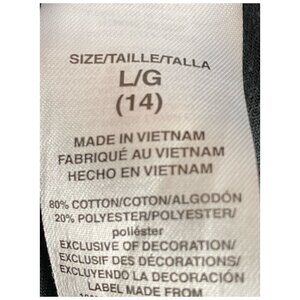 SIZE/TAILLE/TALLA
L/G
(14)
MADE IN VIETNAM
FABRIQUÉ AU VIETNAM
HECHO EN VIETNAM
80% COTTON/COTON/ALGODÓN
20% POLYESTER/POLYESTER/
poliéster
EXCLUSIVE OF DECORATION/
EXCLUSIF DES DÉCORATIONS/
EXCLUYENDO LA DECORACIÓN
LABEL MADE FROM